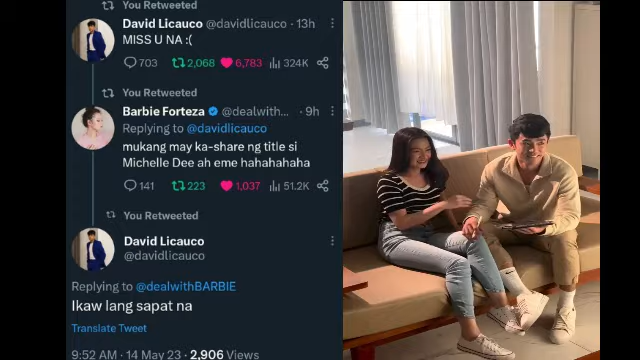 You Retweeted
David Licauco @davidlicauco · 13h
MISS U NA :(
703 2,068 6,783 324K
You Retweeted
Barbie Forteza @dealwith... · 9h
Replying to @davidlicauco
mukang may ka-share ng title si
Michelle Dee ah eme hahahahaha
141 223 1,037 51.2K
You Retweeted
David Licauco
@davidlicauco
Replying to @dealwithBARBIE
Ikaw lang sapat na
Translate Tweet
9:52 AM · 14 May 23 · 2,906 Views